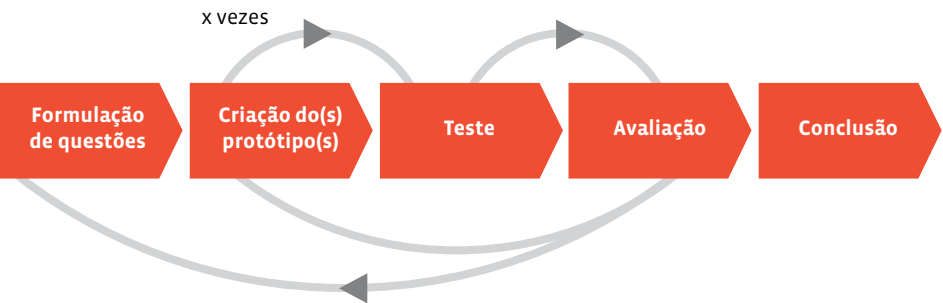 x vezes
Formulação
de questões
Criação do(s)
protótipo(s)
Teste
Avaliação
Conclusão